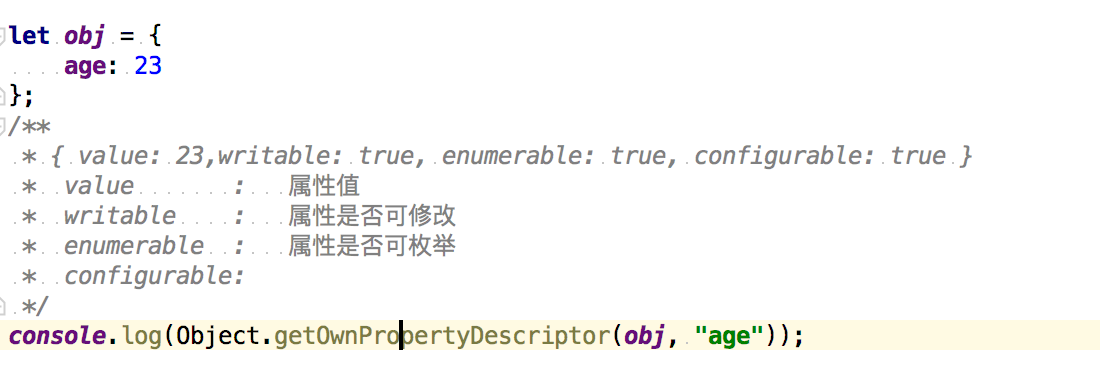 let obj = {
    age: 23
};
/**
 * { value: 23,writable: true, enumerable: true, configurable: true }
 *  value       :   属性值
 *  writable    :   属性是否可修改
 *  enumerable  :   属性是否可枚举
 *  configurable:
 */
console.log(Object.getOwnPropertyDescriptor(obj, "age"));